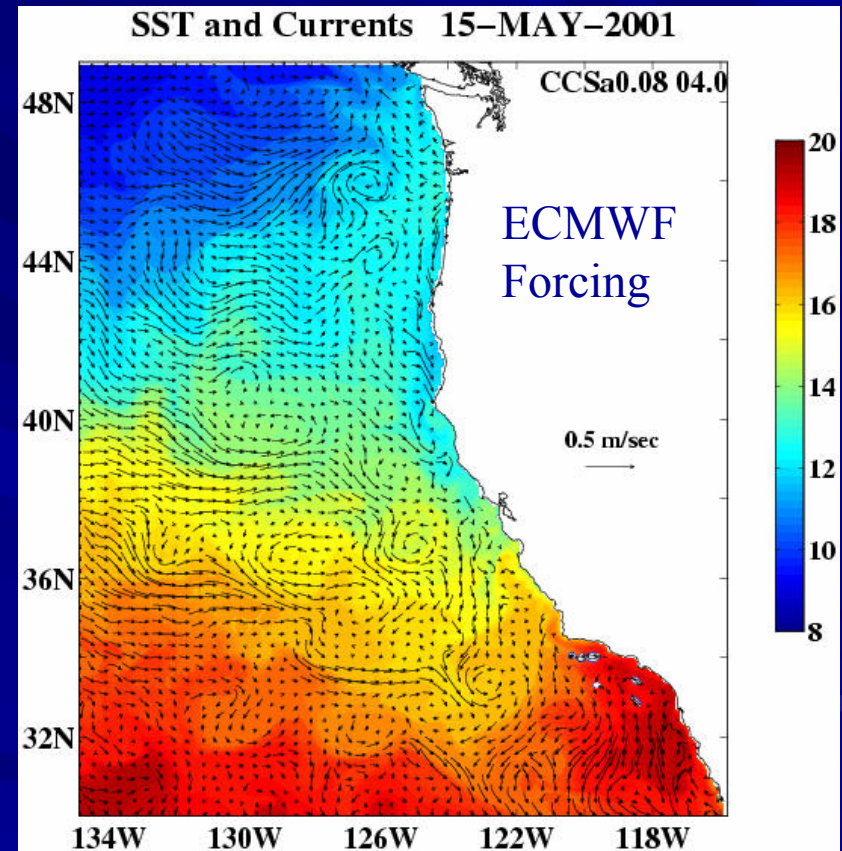 SST and Currents 15-MAY-2001
CCSa0.08 04.0
48N
44N
40N
36N
32N
ECMWF
Forcing
0.5 m/sec
134W 130W 126W 122W 118W
20
18
16
14
12
10
8